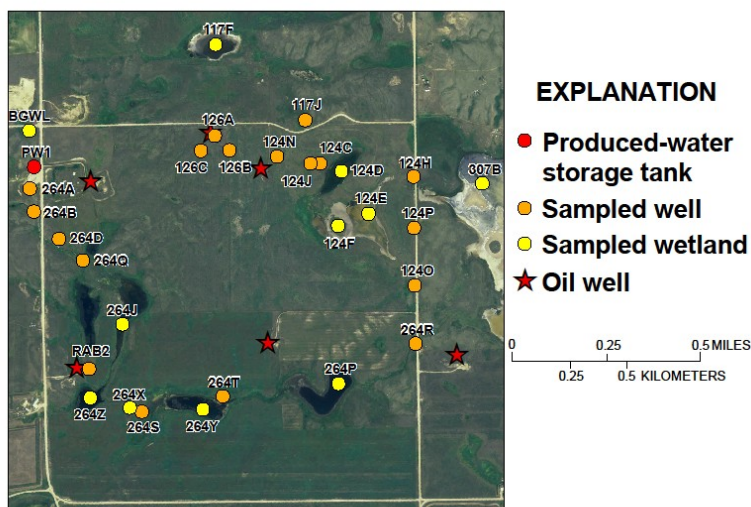 117F
EXPLANATION
BGWL
117J
126A
Produced-water
storage tank
PW1
126C
126B
124N
124C
124J
124D
124H
307B
264A
264B
124E
124P
Sampled well
264D
124F
Sampled wetland
264Q
124O
Oil well
264J
264R
RAB2
0 0.25 0.5 MILES
0.25 0.5 KILOMETERS
264P
264X
264T
264Z
264S
264Y